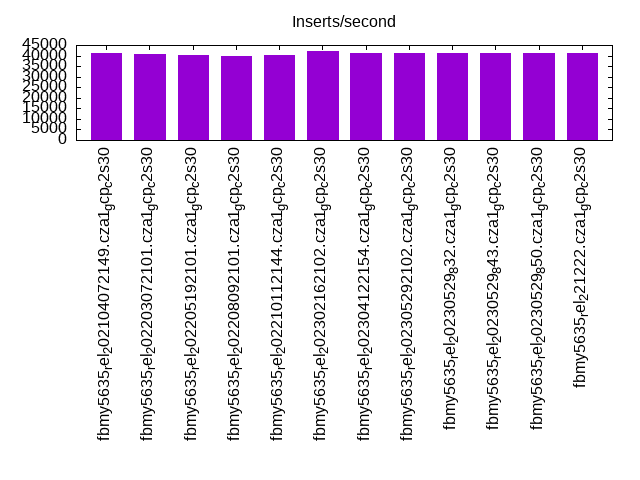 Inserts/second
45000
40000
35000
30000
25000
20000
15000
10000
5000
0
fbmy5635rel202104072149.cza1gcpc2s30
fbmy5635rel202203072101.cza1gcpc2s30
fbmy5635rel202205192101.cza1gcpc2s30
fbmy5635rel202208092101.cza1gcpc2s30
fbmy5635rel202210112144.cza1gcpc2s30
fbmy5635rel202302162102.cza1gcpc2s30
fbmy5635rel202304122154.cza1gcpc2s30
fbmy5635rel202305292102.cza1gcpc2s30
fbmy5635rel20230529832.cza1gcpc2s30
fbmy5635rel20230529843.cza1gcpc2s30
fbmy5635rel20230529850.cza1gcpc2s30
fbmy5635rel221222.cza1gcpc2s30